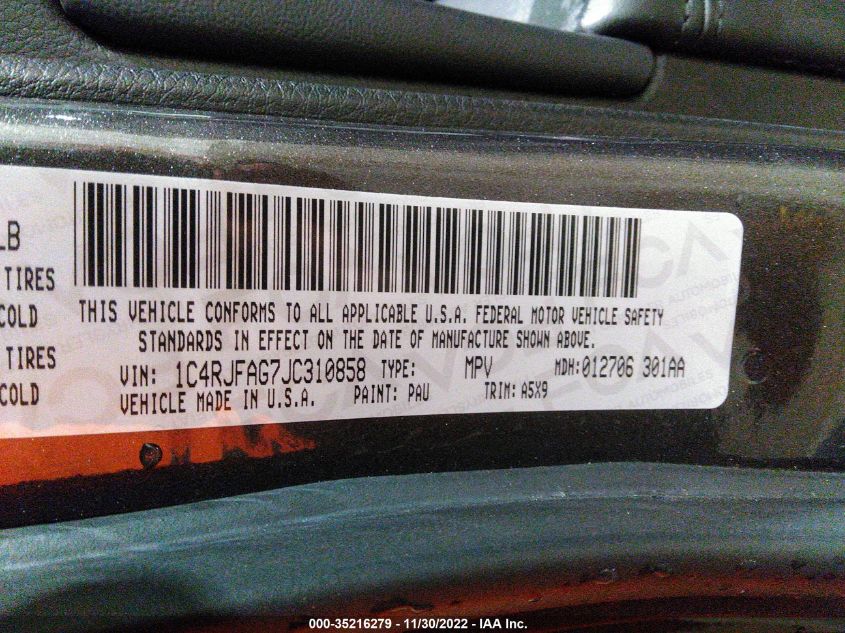 LB
TIRES
COLD
TIRES
COLD
THIS VEHICLE CONFORMS TO ALL APPLICABLE U.S.A. FEDERAL MOTOR VEHICLE SAFETY
STANDARDS IN EFFECT ON THE DATE OF MANUFACTURE SHOWN ABOVE.
VIN: 1C4RJFAG7JC310858 TYPE: MPV MDH: 012706 301AA
VEHICLE MADE IN U.S.A. PAINT: PAU TRIM: A5X9
000-35216279 - 11/30/2022 - IAA Inc.